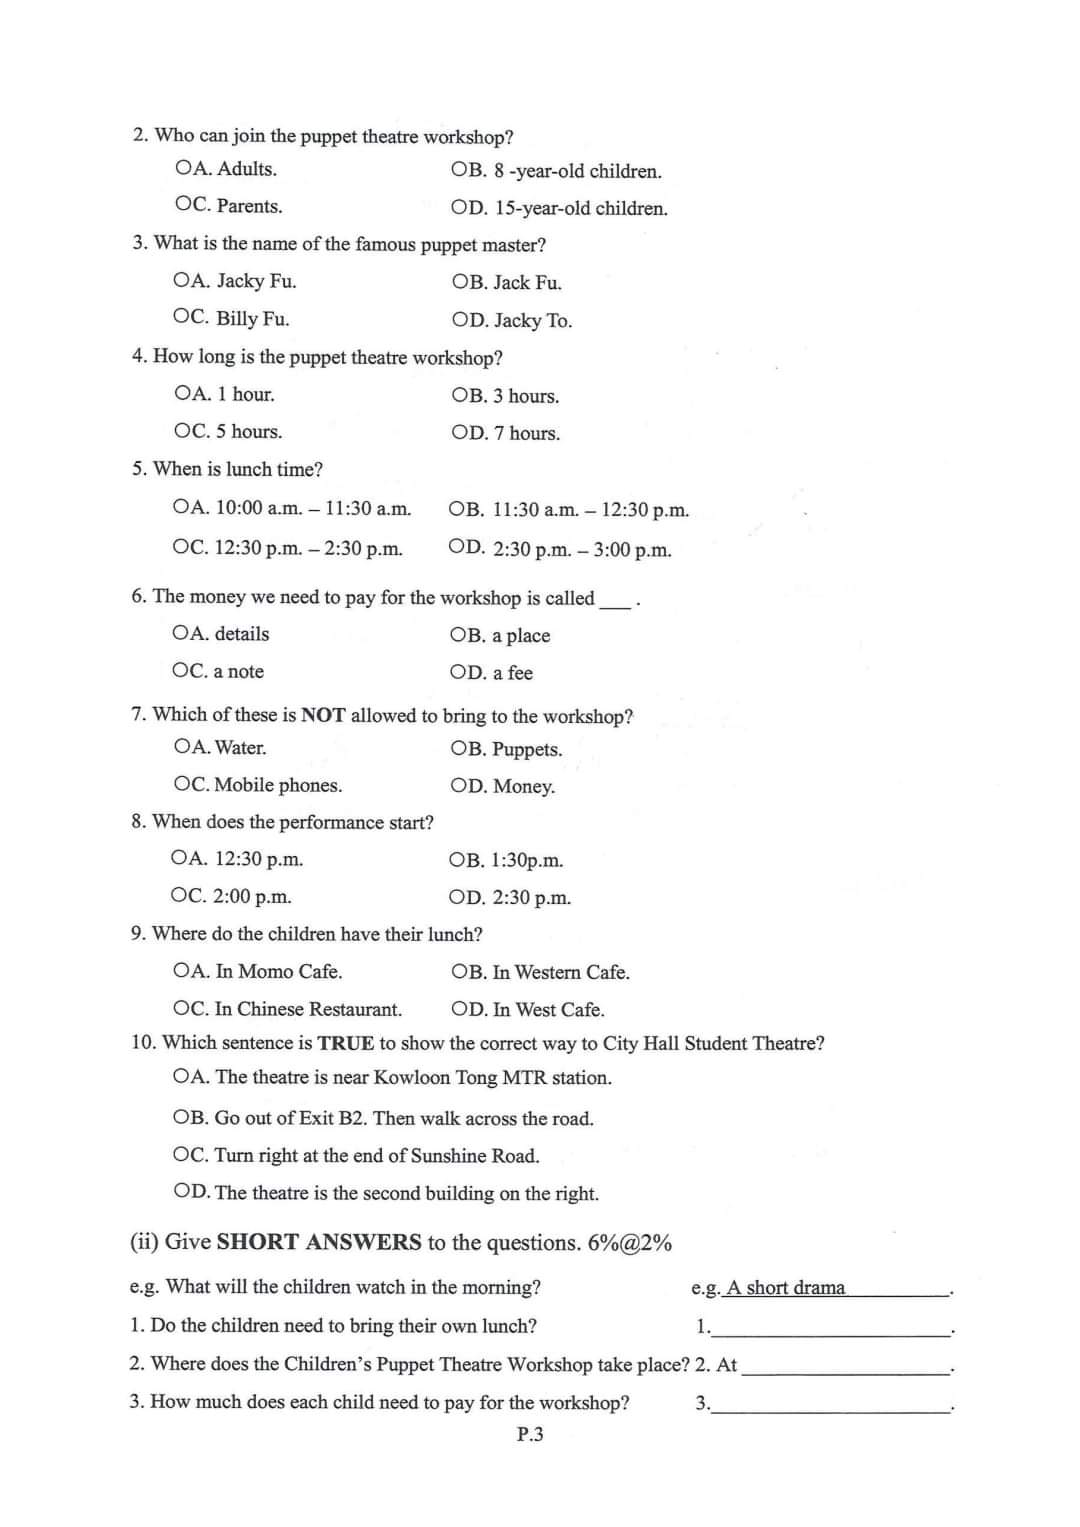 2. Who can join the puppet theatre workshop?
OA. Adults. OB. 8 -year-old children.
OC. Parents. OD. 15-year-old children.
3. What is the name of the famous puppet master?
OA. Jacky Fu. OB. Jack Fu.
OC. Billy Fu. OD. Jacky To.
4. How long is the puppet theatre workshop?
OA. 1 hour. OB. 3 hours.
OC. 5 hours. OD. 7 hours.
5. When is lunch time?
OA. 10:00 a.m. – 11:30 a.m. OB. 11:30 a.m. – 12:30 p.m.
OC. 12:30 p.m. – 2:30 p.m. OD. 2:30 p.m. – 3:00 p.m.
6. The money we need to pay for the workshop is called ___ .
OA. details OB. a place
OC. a note OD. a fee
7. Which of these is NOT allowed to bring to the workshop?
OA. Water. OB. Puppets.
OC. Mobile phones. OD. Money.
8. When does the performance start?
OA. 12:30 p.m. OB. 1:30p.m.
OC. 2:00 p.m. OD. 2:30 p.m.
9. Where do the children have their lunch?
OA. In Momo Cafe. OB. In Western Cafe.
OC. In Chinese Restaurant. OD. In West Cafe.
10. Which sentence is TRUE to show the correct way to City Hall Student Theatre?
OA. The theatre is near Kowloon Tong MTR station.
OB. Go out of Exit B2. Then walk across the road.
OC. Turn right at the end of Sunshine Road.
OD. The theatre is the second building on the right.
(ii) Give SHORT ANSWERS to the questions. 6%@2%
e.g. What will the children watch in the morning? e.g. A short drama__________.
1. Do the children need to bring their own lunch? 1.______________________.
2. Where does the Children's Puppet Theatre Workshop take place? 2. At ____________________.
3. How much does each child need to pay for the workshop? 3.______________________.
P.3